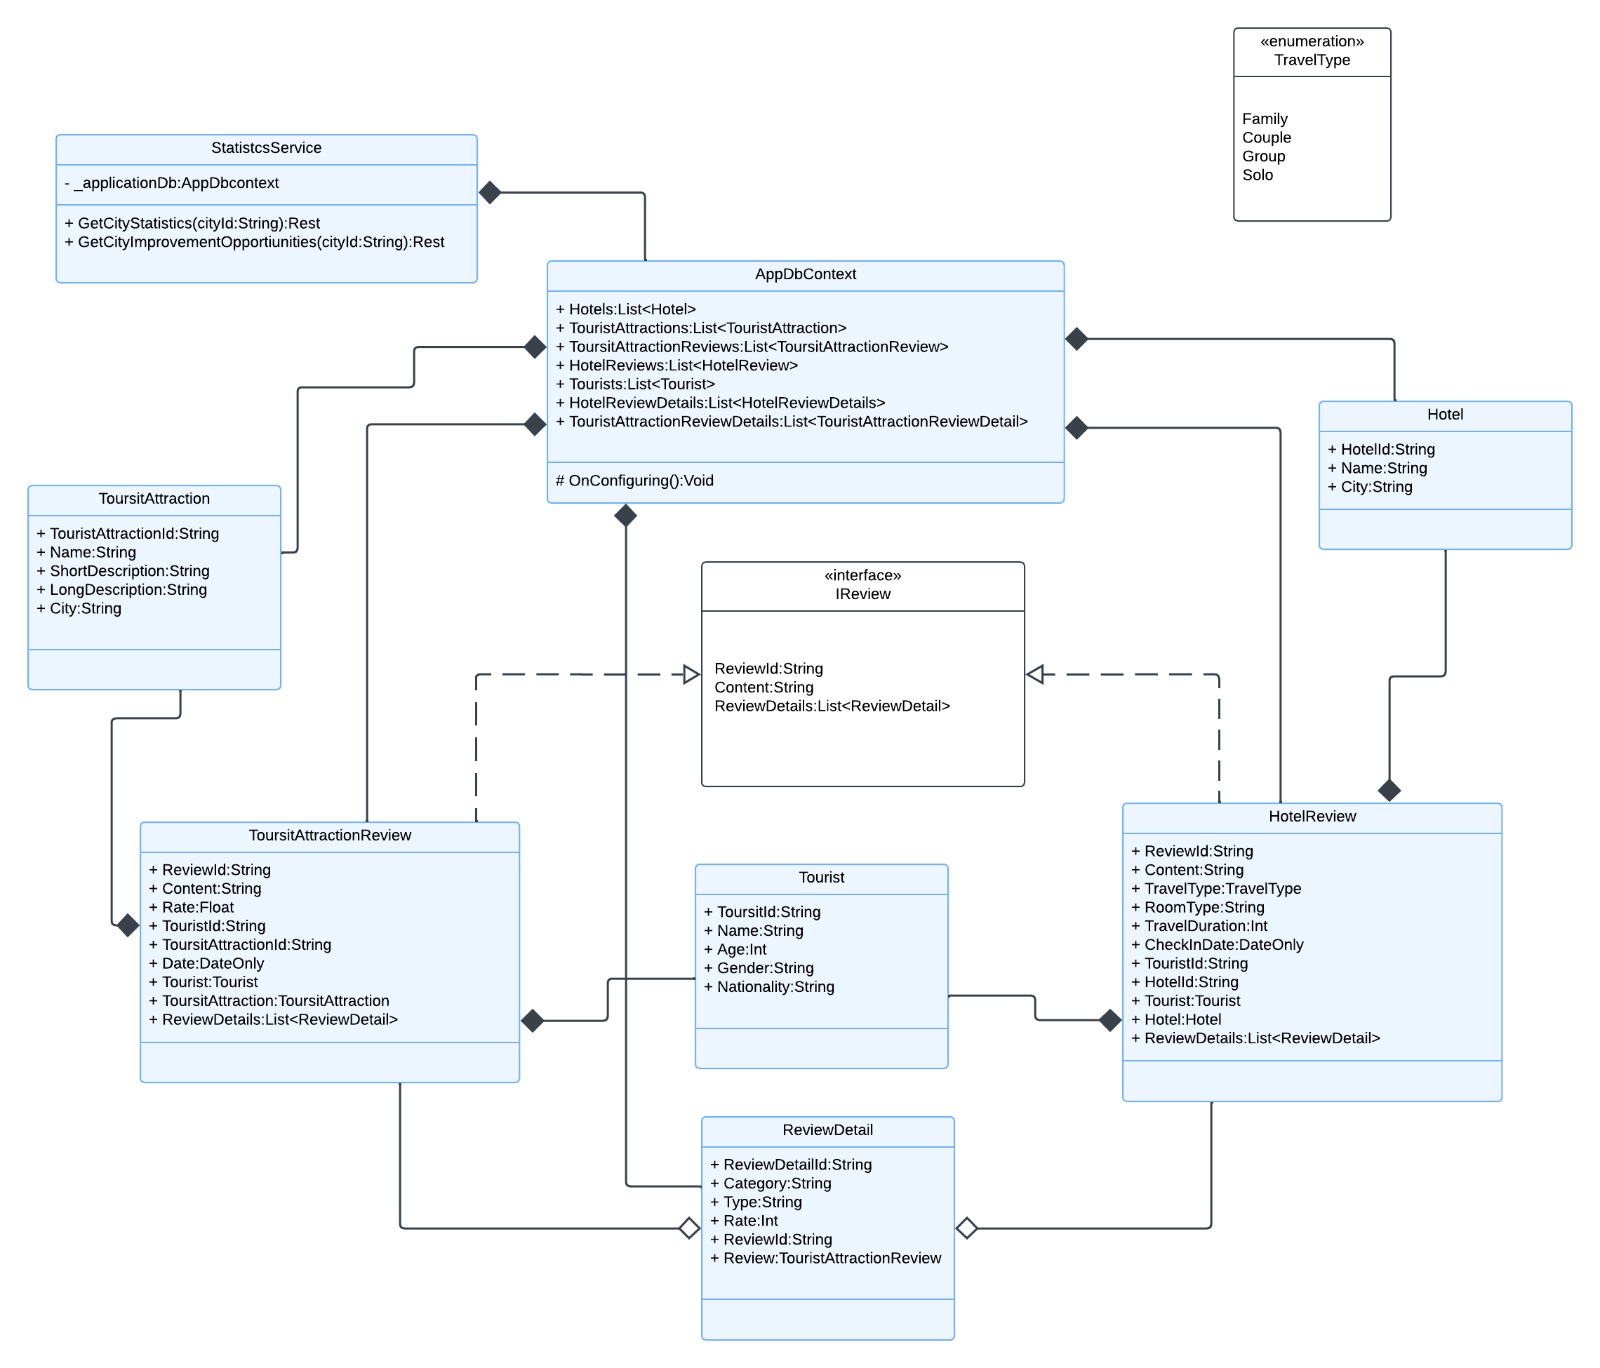 «enumeration»
TravelType
Family
Couple
Group
Solo
StatistcsService
- _applicationDb:AppDbcontext
+ GetCityStatistics(cityId:String):Rest
+ GetCityImprovementOpportiunities(cityId:String):Rest
AppDbContext
+ Hotels:List<Hotel>
+ TouristAttractions:List<TouristAttraction>
+ ToursitAttractionReviews:List<ToursitAttractionReview>
+ HotelReviews:List<HotelReview>
+ Tourists:List<Tourist>
+ HotelReviewDetails:List<HotelReviewDetails>
+ TouristAttractionReviewDetails:List<TouristAttractionReviewDetail>
# OnConfiguring():Void
Hotel
+ HotelId:String
+ Name:String
+ City:String
ToursitAttraction
+ TouristAttractionId:String
+ Name:String
+ ShortDescription:String
+ LongDescription:String
+ City:String
«interface»
IReview
ReviewId:String
Content:String
ReviewDetails:List<ReviewDetail>
ToursitAttractionReview
+ ReviewId:String
+ Content:String
+ Rate:Float
+ TouristId:String
+ ToursitAttractionId:String
+ Date:DateOnly
+ Tourist:Tourist
+ ToursitAttraction:ToursitAttraction
+ ReviewDetails:List<ReviewDetail>
Tourist
+ ToursitId:String
+ Name:String
+ Age:Int
+ Gender:String
+ Nationality:String
HotelReview
+ ReviewId:String
+ Content:String
+ TravelType:TravelType
+ RoomType:String
+ TravelDuration:Int
+ CheckInDate:DateOnly
+ TouristId:String
+ HotelId:String
+ Tourist:Tourist
+ Hotel:Hotel
+ ReviewDetails:List<ReviewDetail>
ReviewDetail
+ ReviewDetailId:String
+ Category:String
+ Type:String
+ Rate:Int
+ ReviewId:String
+ Review:TouristAttractionReview